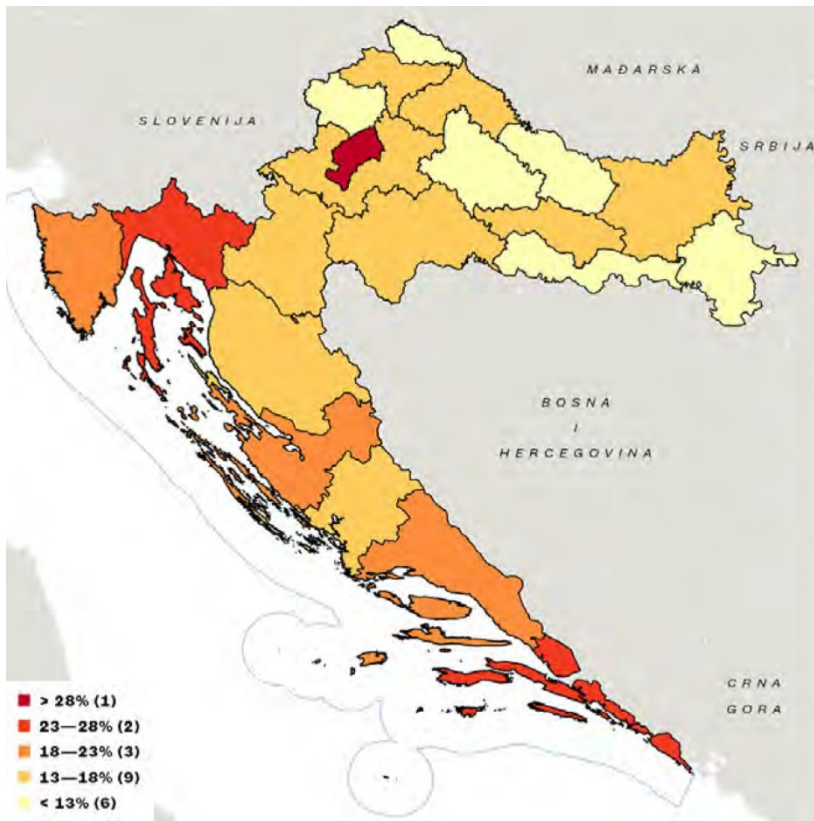 MAĐARSKA
SLOVENIJA
SRBIJA
BOSNA
I
HERCEGOVINA
CRNA
GORA
> 28% (1)
23—28% (2)
18—23% (3)
13—18% (9)
< 13% (6)